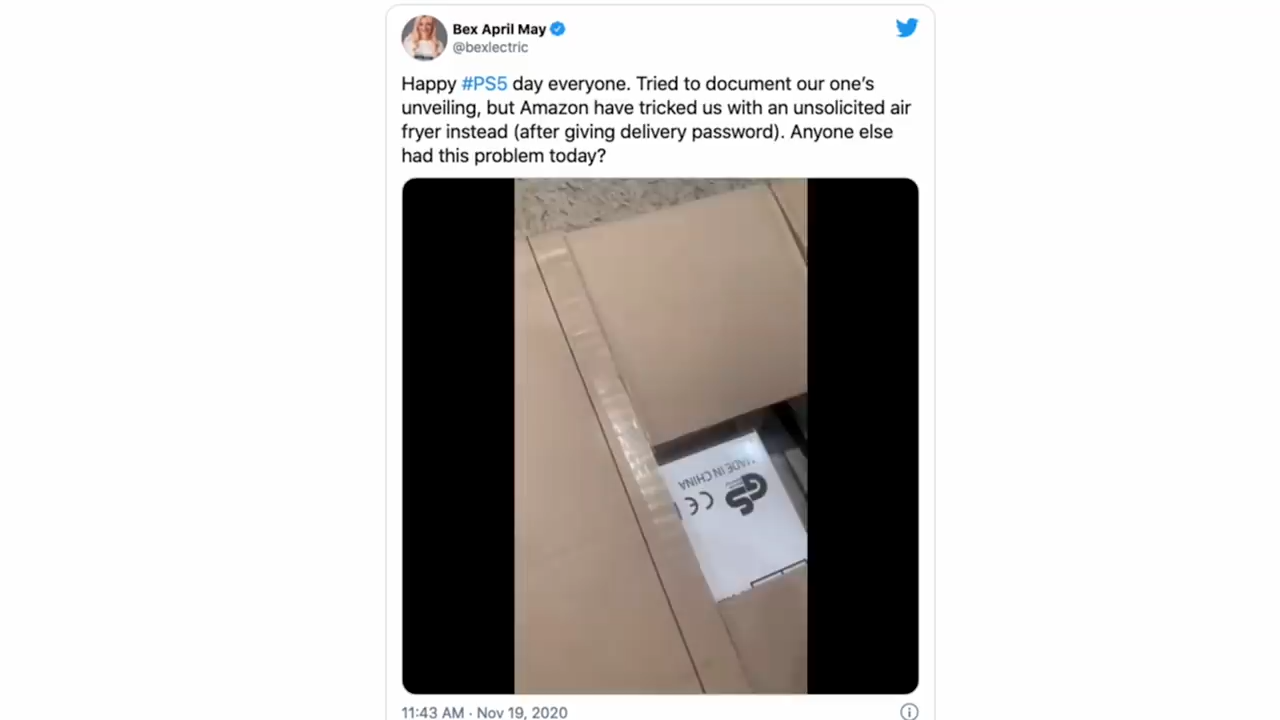 Bex April May
@bexlectric
Happy #PS5 day everyone. Tried to document our one's
unveiling, but Amazon have tricked us with an unsolicited air
fryer instead (after giving delivery password). Anyone else
had this problem today?
MADE IN CHINA
GS
CE
11:43 AM · Nov 19, 2020